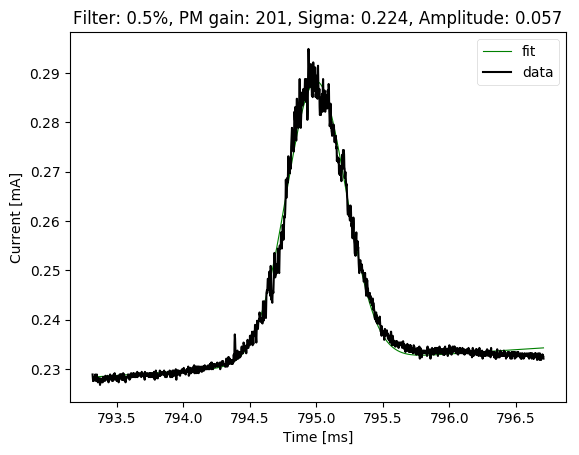 Filter: 0.5%, PM gain: 201, Sigma: 0.224, Amplitude: 0.057
fit
data
0.29
0.28
0.27
0.26
0.25
0.24
0.23
Current [mA]
793.5 794.0 794.5 795.0 795.5 796.0 796.5
Time [ms]